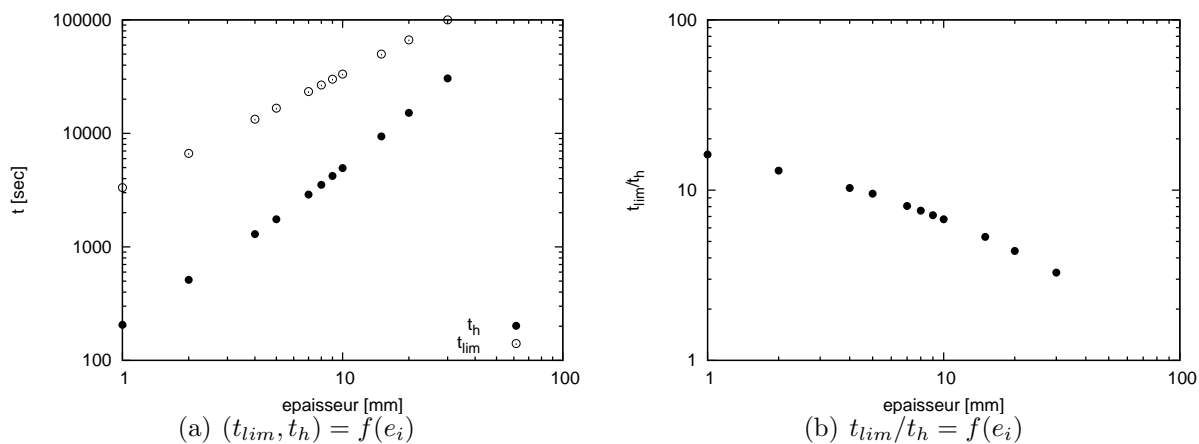 100000
10000
1000
100
t [sec]
t_h
t_lim
1
10
100
epaisseur [mm]
(a) (t_lim, t_h) = f(e_i)
100
10
1
t_lim/t_h
1
10
100
epaisseur [mm]
(b) t_lim/t_h = f(e_i)